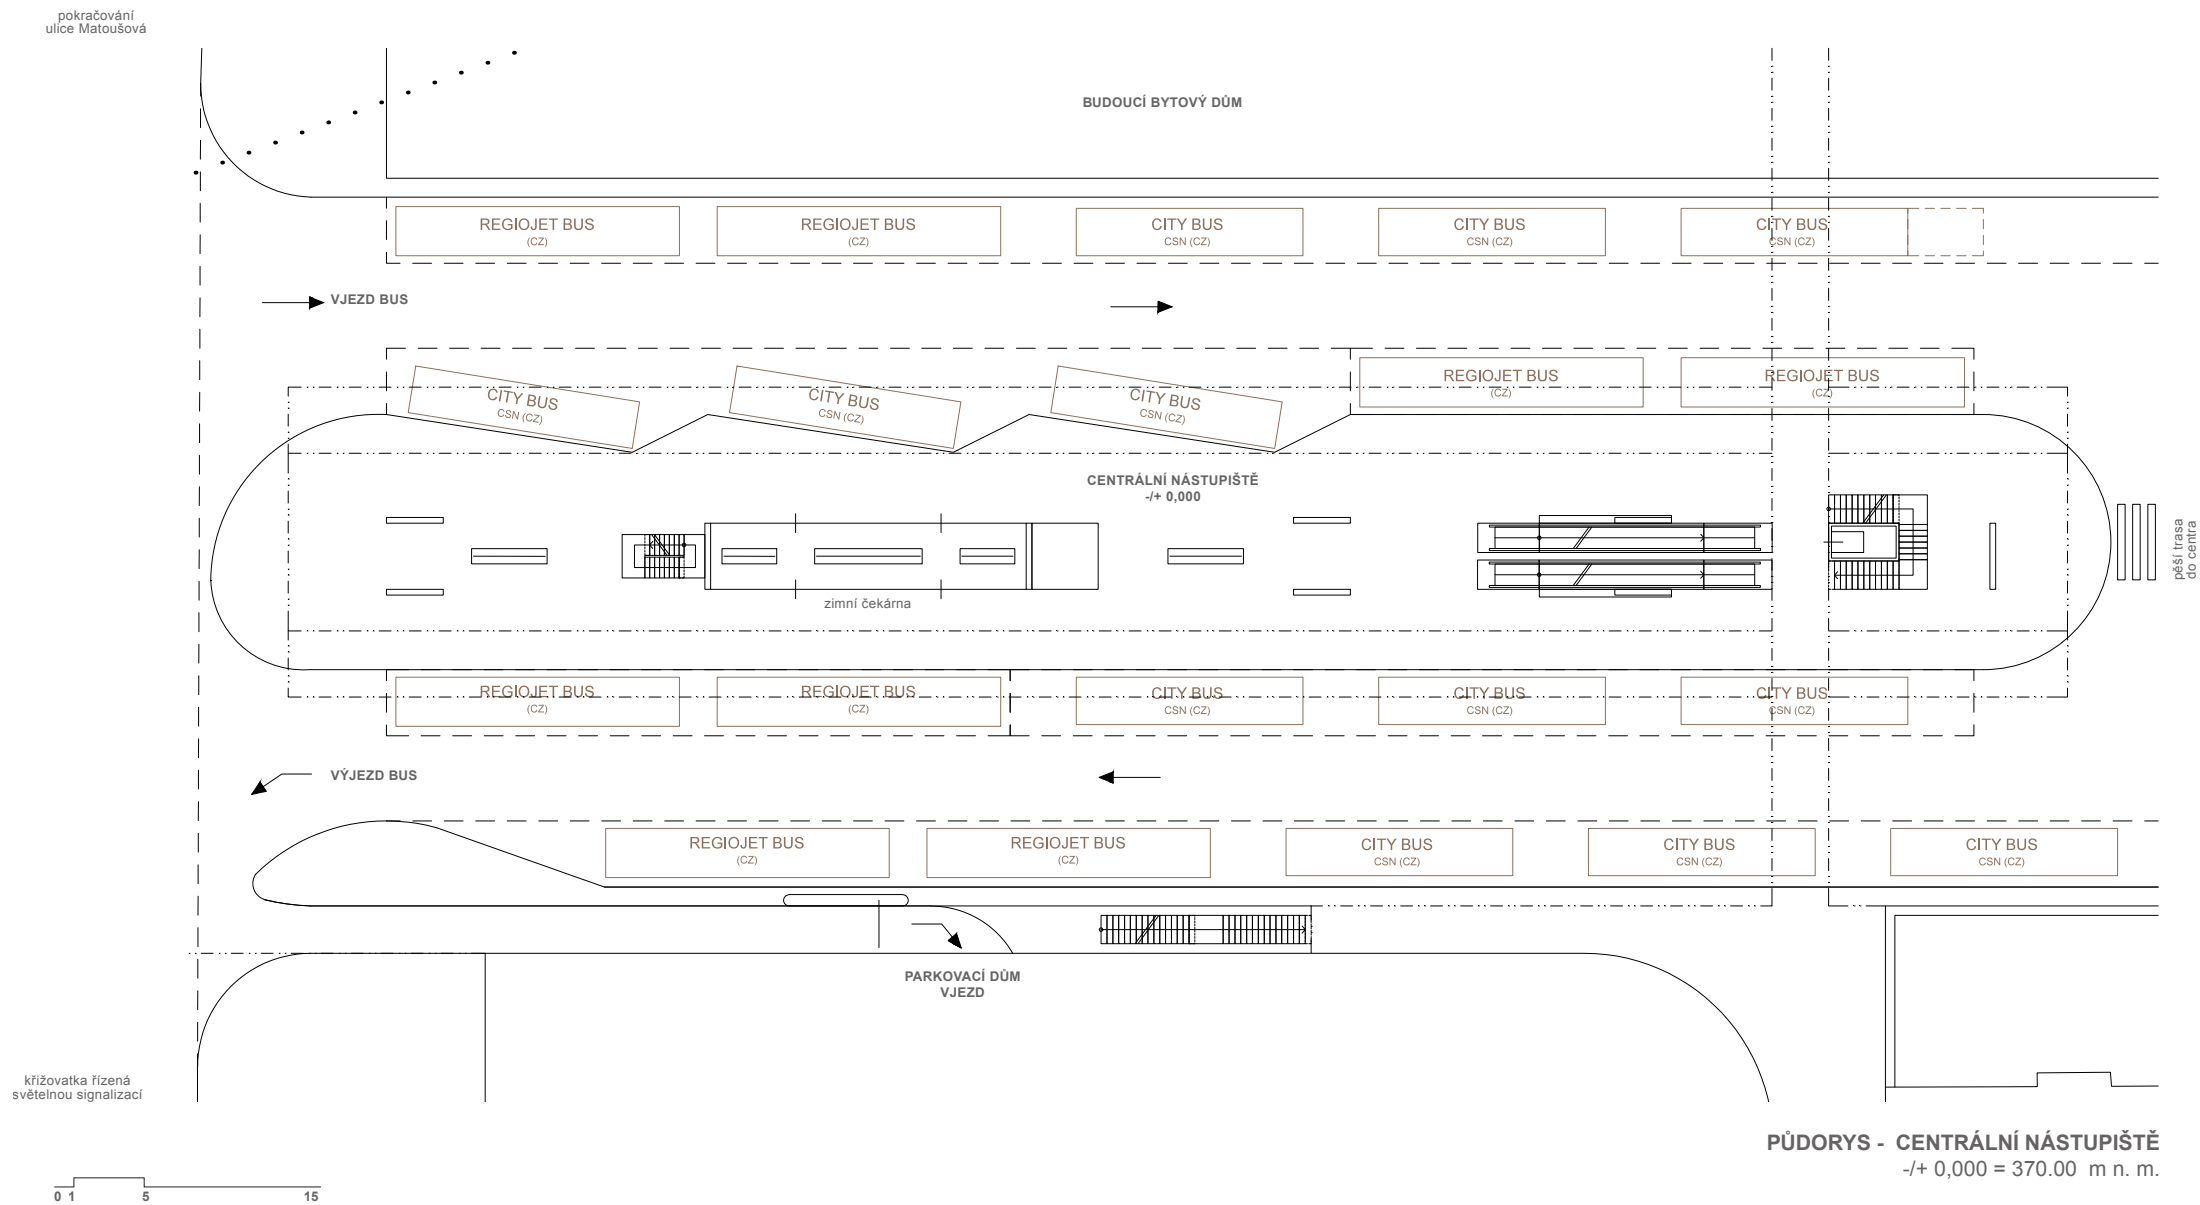 pokračování
ulice Matoušová
BUDOUCÍ BYTOVÝ DŮM
REGIOJET BUS
(CZ)
REGIOJET BUS
(CZ)
CITY BUS
CSN (CZ)
CITY BUS
CSN (CZ)
CITY BUS
CSN (CZ)
VJEZD BUS
CITY BUS
CSN (CZ)
CITY BUS
CSN (CZ)
CITY BUS
CSN (CZ)
REGIOJET BUS
(CZ)
REGIOJET BUS
(CZ)
CENTRÁLNÍ NÁSTUPIŠTĚ
-/+ 0,000
zimní čekárna
pěší trasa
do centra
REGIOJET BUS
(CZ)
REGIOJET BUS
(CZ)
CITY BUS
CSN (CZ)
CITY BUS
CSN (CZ)
CITY BUS
CSN (CZ)
VÝJEZD BUS
REGIOJET BUS
(CZ)
REGIOJET BUS
(CZ)
CITY BUS
CSN (CZ)
CITY BUS
CSN (CZ)
CITY BUS
CSN (CZ)
PARKOVACÍ DŮM
VJEZD
křižovatka řízená
světelnou signalizací
PŮDORYS - CENTRÁLNÍ NÁSTUPIŠTĚ
-/+ 0,000 = 370.00 m n. m.
0 1 5 15